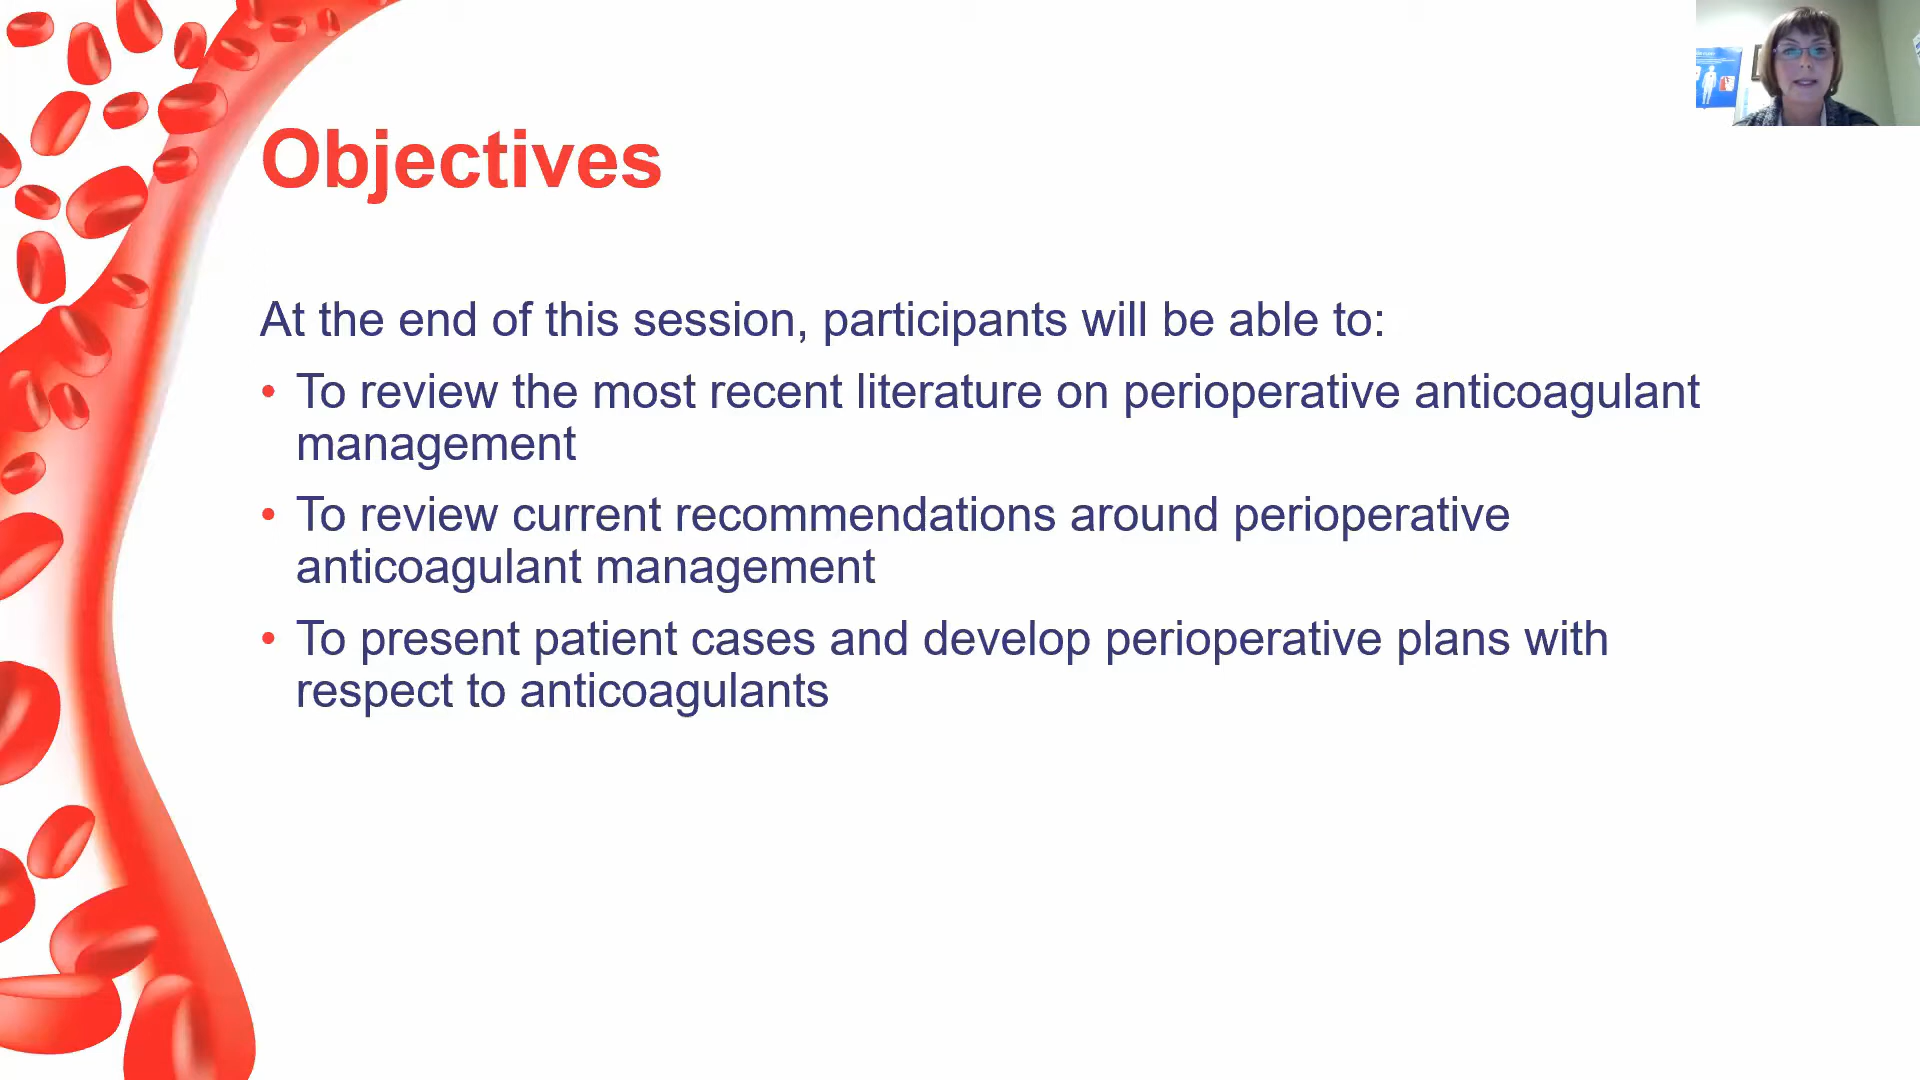 Objectives
At the end of this session, participants will be able to:
• To review the most recent literature on perioperative anticoagulant
management
• To review current recommendations around perioperative
anticoagulant management
• To present patient cases and develop perioperative plans with
respect to anticoagulants